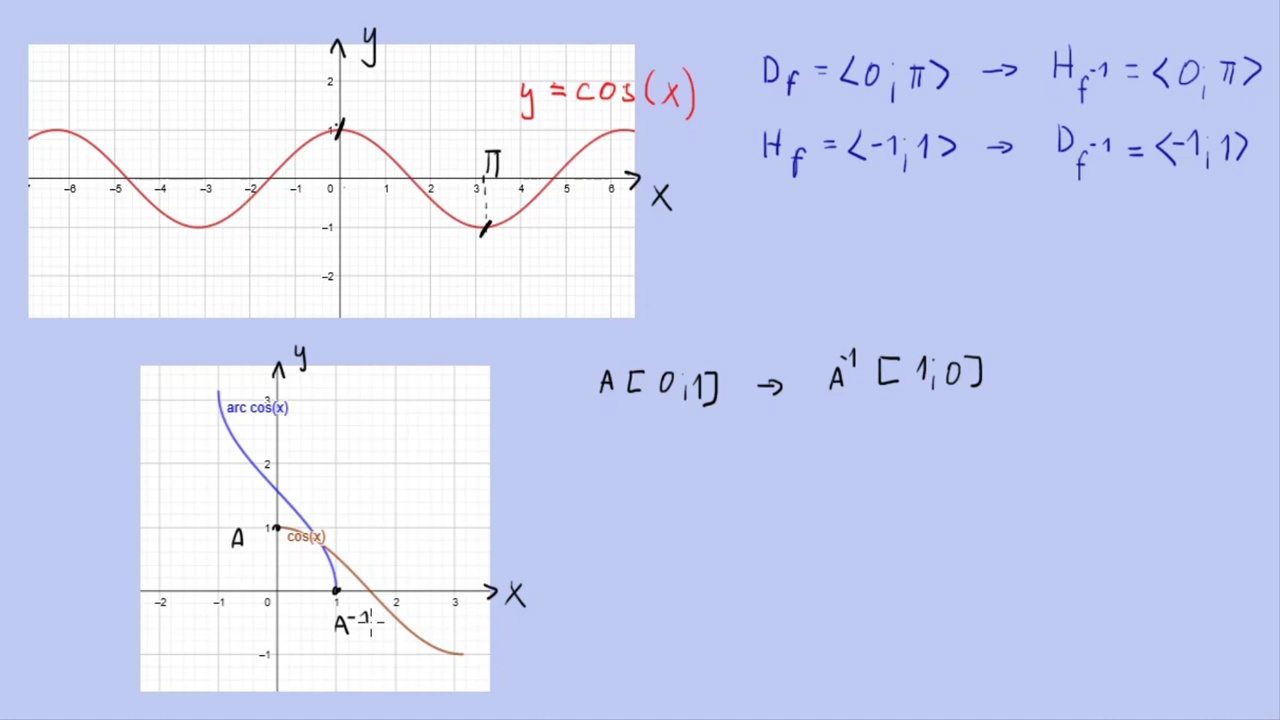 y
2
y = cos(x)
1
π
-7 -6 -5 -4 -3 -2 -1 0 1 2 3 4 5 6
x
-1
-2
D_f = <0; π> → H_f^-1 = <0; π>
H_f = <-1; 1> → D_f^-1 = <-1; 1>
y
3
arc cos(x)
2
A 1 cos(x)
-2 -1 0 1 2 3 x
A^-1
-1
A [0; 1] → A^-1 [1; 0]